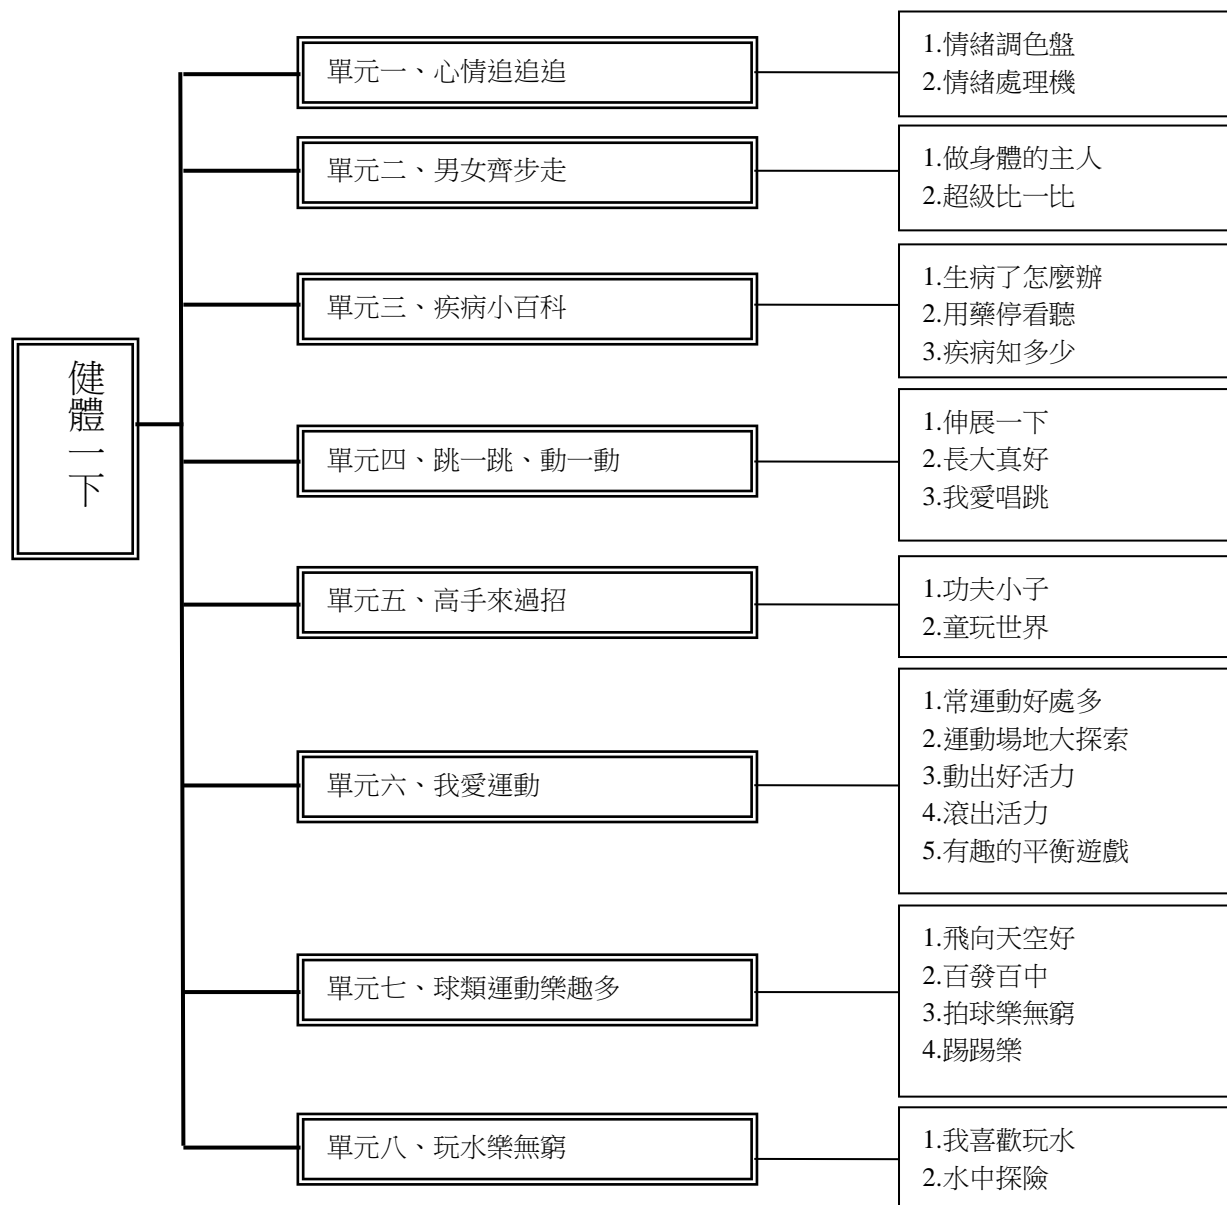 健體一下
單元一、心情追追追
1.情緒調色盤
2.情緒處理機
單元二、男女齊步走
1.做身體的主人
2.超級比一比
單元三、疾病小百科
1.生病了怎麼辦
2.用藥停看聽
3.疾病知多少
單元四、跳一跳、動一動
1.伸展一下
2.長大真好
3.我愛唱跳
單元五、高手來過招
1.功夫小子
2.童玩世界
單元六、我愛運動
1.常運動好處多
2.運動場地大探索
3.動出好活力
4.滾出活力
5.有趣的平衡遊戲
單元七、球類運動樂趣多
1.飛向天空好
2.百發百中
3.拍球樂無窮
4.踢踢樂
單元八、玩水樂無窮
1.我喜歡玩水
2.水中探險